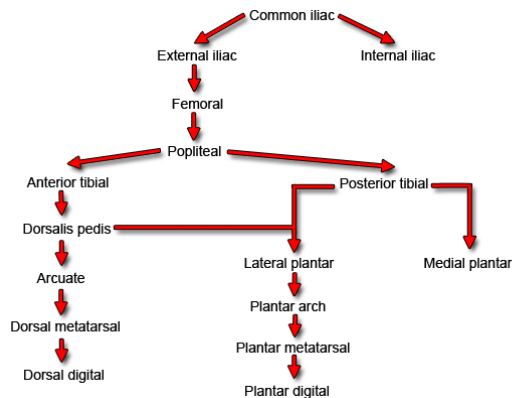 Common iliac
External iliac
Internal iliac
Femoral
Popliteal
Anterior tibial
Posterior tibial
Dorsalis pedis
Lateral plantar
Medial plantar
Arcuate
Plantar arch
Dorsal metatarsal
Plantar metatarsal
Dorsal digital
Plantar digital